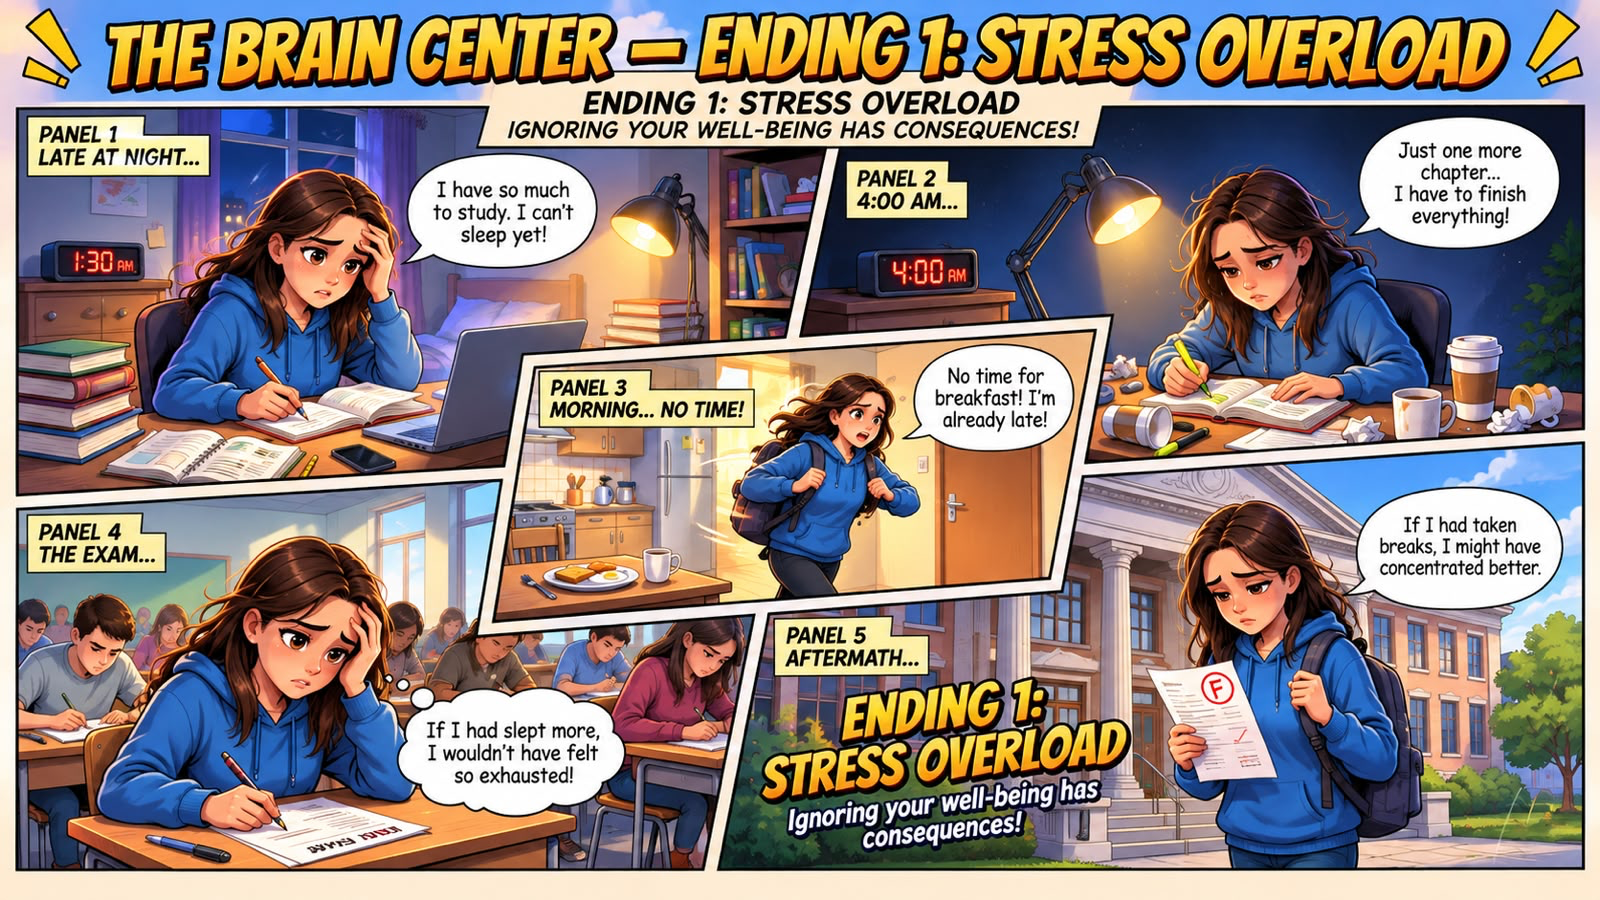 THE BRAIN CENTER — ENDING 1: STRESS OVERLOAD
ENDING 1: STRESS OVERLOAD
IGNORING YOUR WELL-BEING HAS CONSEQUENCES!
PANEL 1
LATE AT NIGHT...
I have so much
to study. I can't
sleep yet!
1:30 AM
PANEL 2
4:00 AM...
Just one more
chapter...
I have to finish
everything!
4:00 AM
PANEL 3
MORNING... NO TIME!
No time for
breakfast! I'm
already late!
PANEL 4
THE EXAM...
If I had slept more,
I wouldn't have felt
so exhausted!
PANEL 5
AFTERMATH...
If I had taken
breaks, I might have
concentrated better.
F
ENDING 1:
STRESS OVERLOAD
Ignoring your well-being has
consequences!